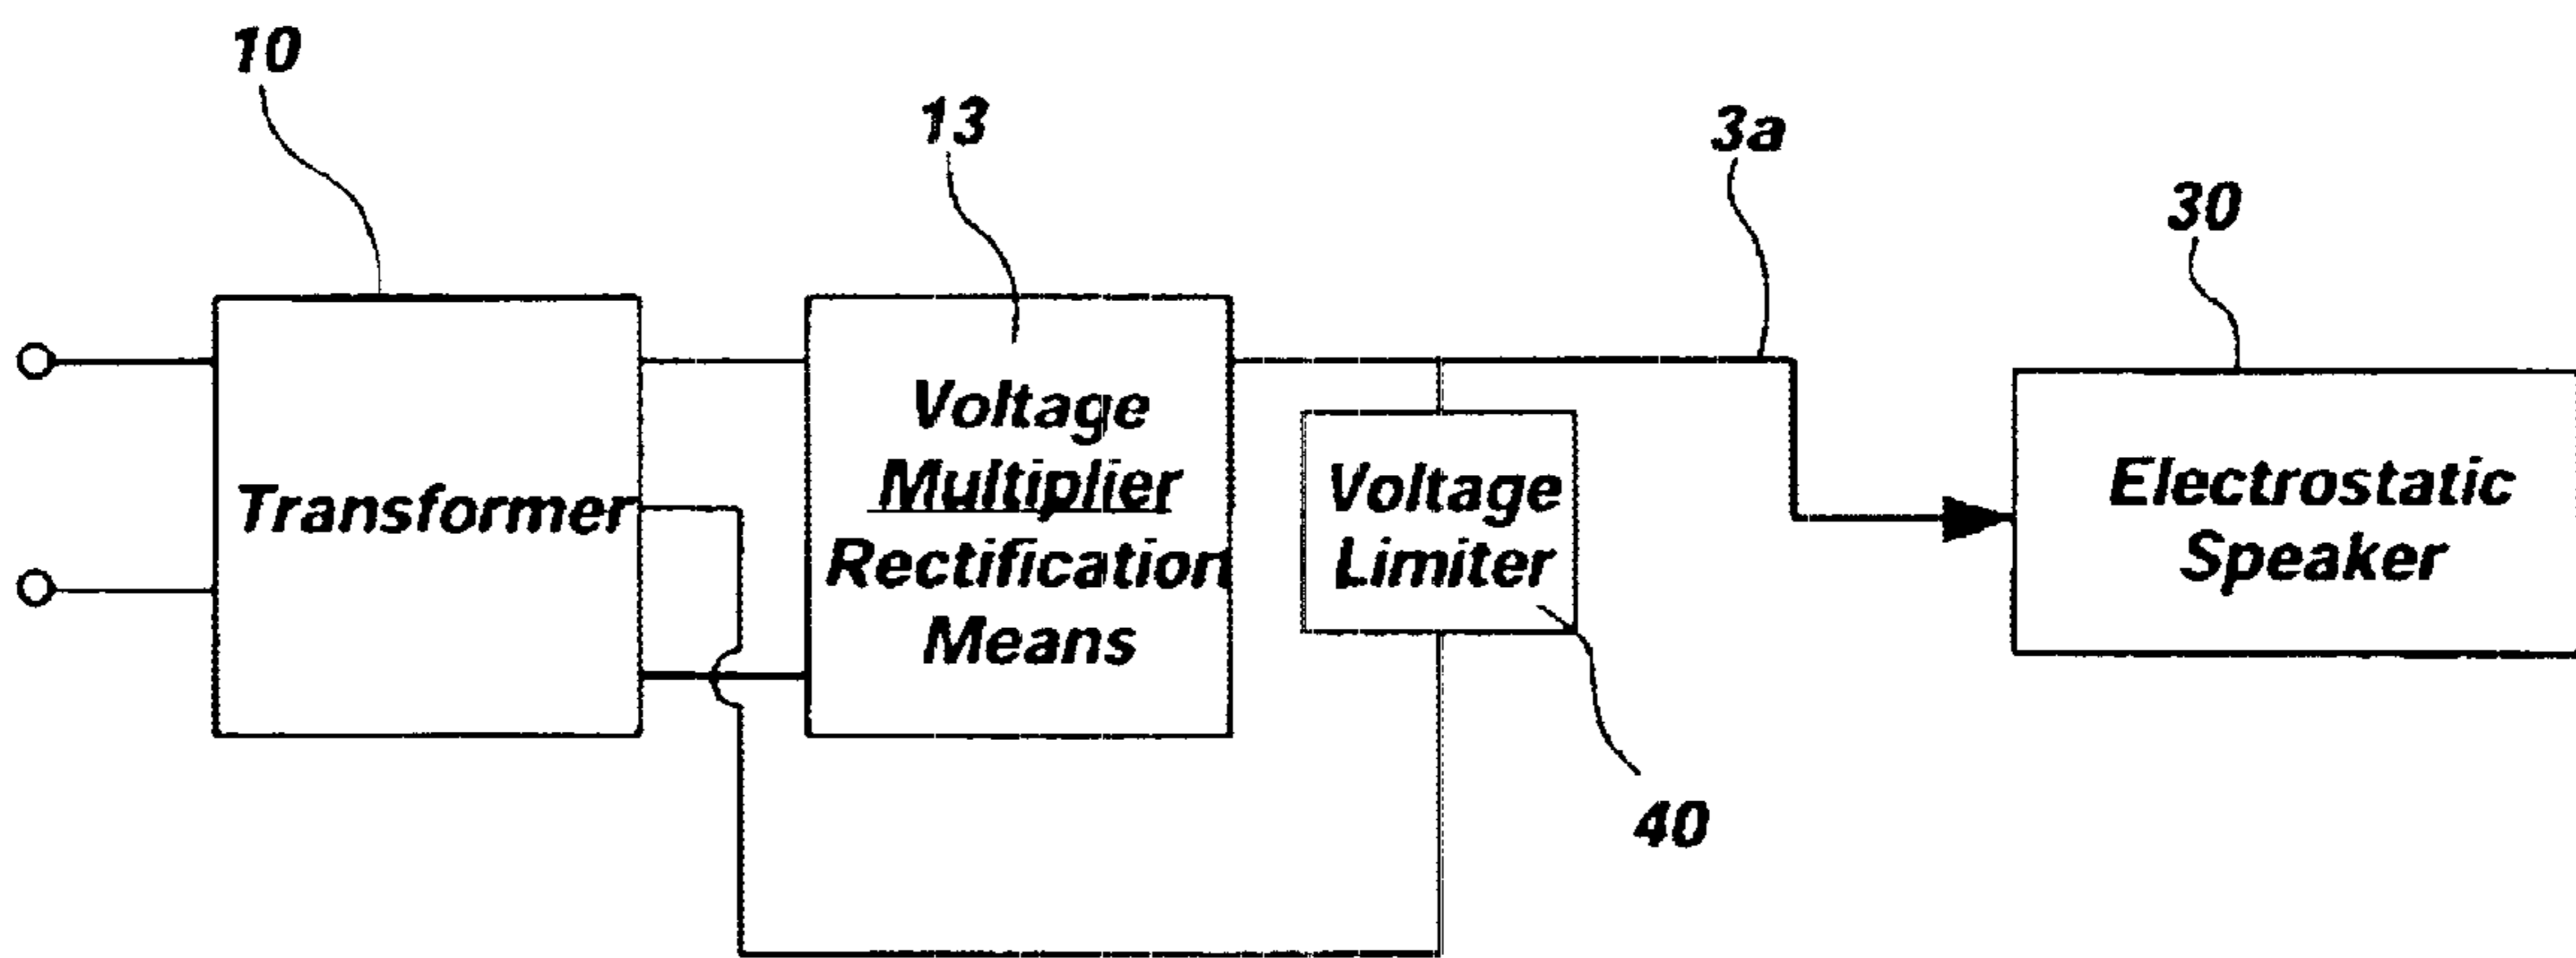 10
13
3a
30
Transformer
Voltage
Multiplier
Rectification
Means
Voltage
Limiter
Electrostatic
Speaker
40